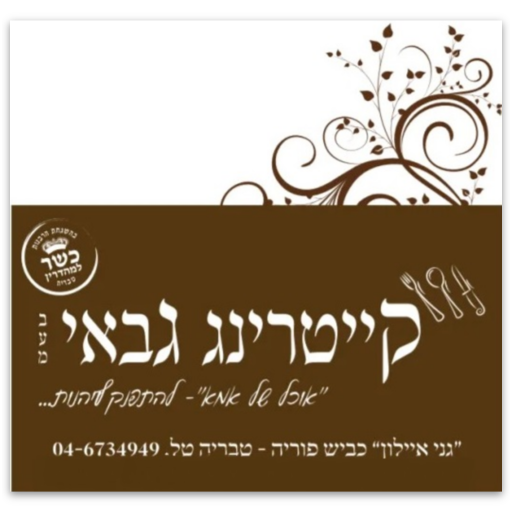 בהשגחת הרבנות
כשר
למהדרין
טבריה
קייטרינג גבאי
"אוכל של אמא"- להתפנק וליהנות...
"גני איילון" כביש פוריה - טבריה טל. 04-6734949